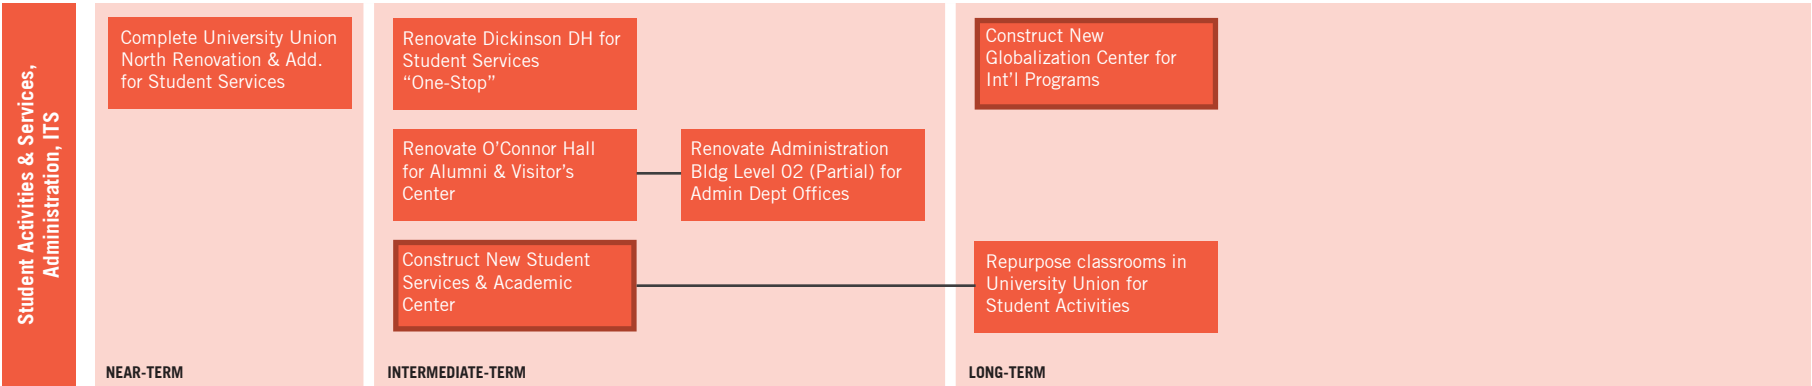 Student Activities & Services,
Administration, ITS
Complete University Union
North Renovation & Add.
for Student Services
NEAR-TERM
Renovate Dickinson DH for
Student Services
“One-Stop”
Renovate O’Connor Hall
for Alumni & Visitor’s
Center
Renovate Administration
Bldg Level 02 (Partial) for
Admin Dept Offices
Construct New Student
Services & Academic
Center
INTERMEDIATE-TERM
Construct New
Globalization Center for
Int’l Programs
Repurpose classrooms in
University Union for
Student Activities
LONG-TERM